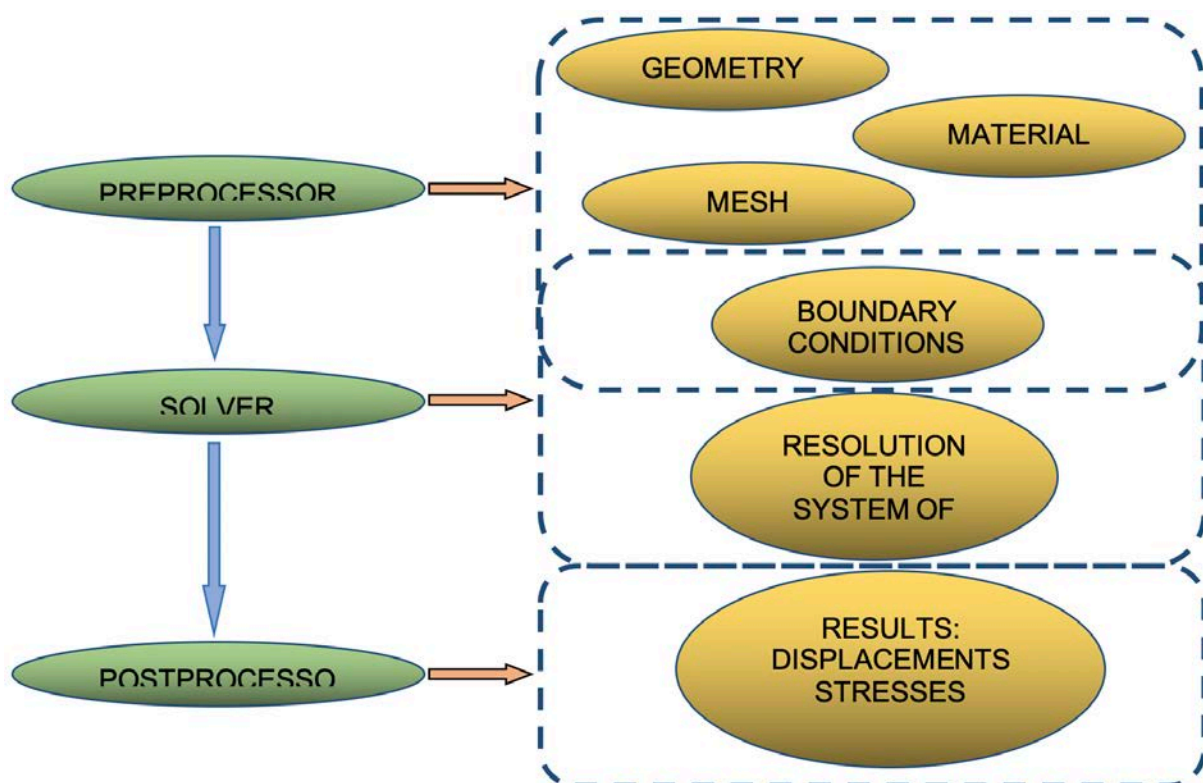 GEOMETRY
MATERIAL
PREPROCESSOR
MESH
BOUNDARY
CONDITIONS
SOLVER
RESOLUTION
OF THE
SYSTEM OF
RESULTS:
DISPLACEMENTS
STRESSES
POSTPROCESSO